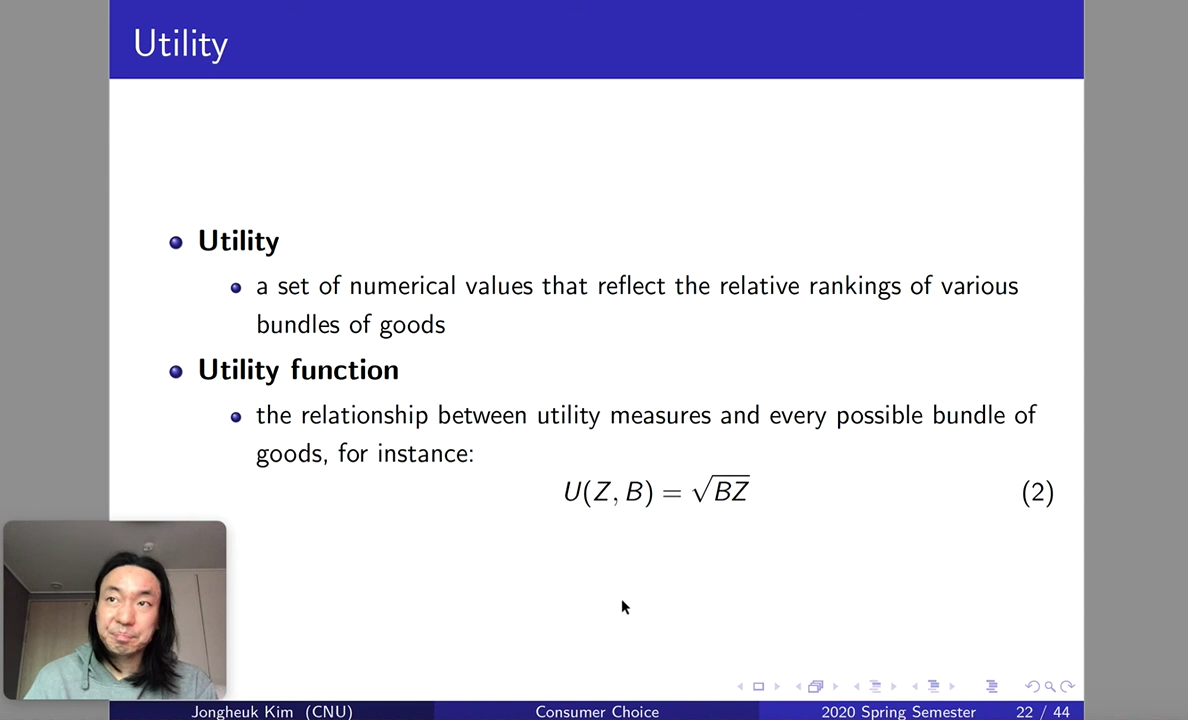 Utility
Utility
a set of numerical values that reflect the relative rankings of various
bundles of goods
Utility function
the relationship between utility measures and every possible bundle of
goods, for instance:
U(Z, B) = √BZ (2)
Jongheuk Kim (CNU) Consumer Choice 2020 Spring Semester 22 / 44